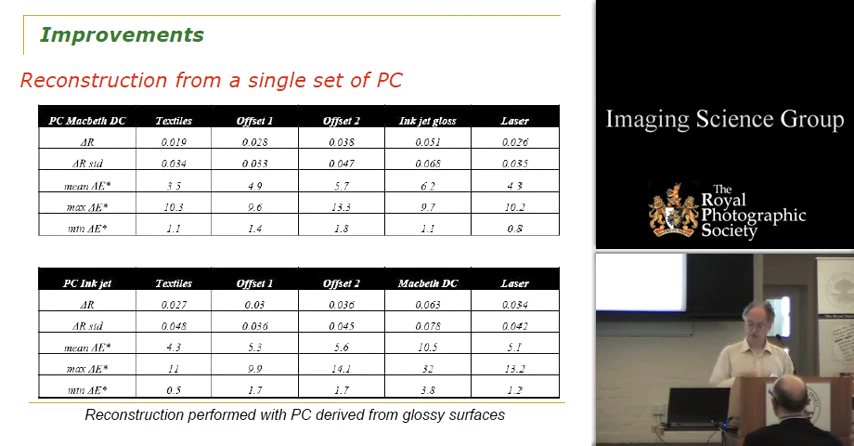 Improvements
Reconstruction from a single set of PC
PC Macbeth DC Textiles Offset 1 Offset 2 Ink jet gloss Laser
ΔR 0.019 0.028 0.038 0.051 0.026
ΔR std 0.034 0.033 0.047 0.068 0.035
mean ΔE* 3.5 4.9 5.7 6.2 4.3
max ΔE* 10.3 9.6 13.3 9.7 10.2
min ΔE* 1.1 1.4 1.8 1.1 0.8
PC Ink jet Textiles Offset 1 Offset 2 Macbeth DC Laser
ΔR 0.027 0.03 0.036 0.063 0.034
ΔR std 0.048 0.036 0.045 0.078 0.042
mean ΔE* 4.3 5.3 5.6 10.5 5.1
max ΔE* 11 9.9 14.1 32 13.2
min ΔE* 0.5 1.7 1.7 3.8 1.2
Reconstruction performed with PC derived from glossy surfaces
Imaging Science Group
The
Royal
Photographic
Society